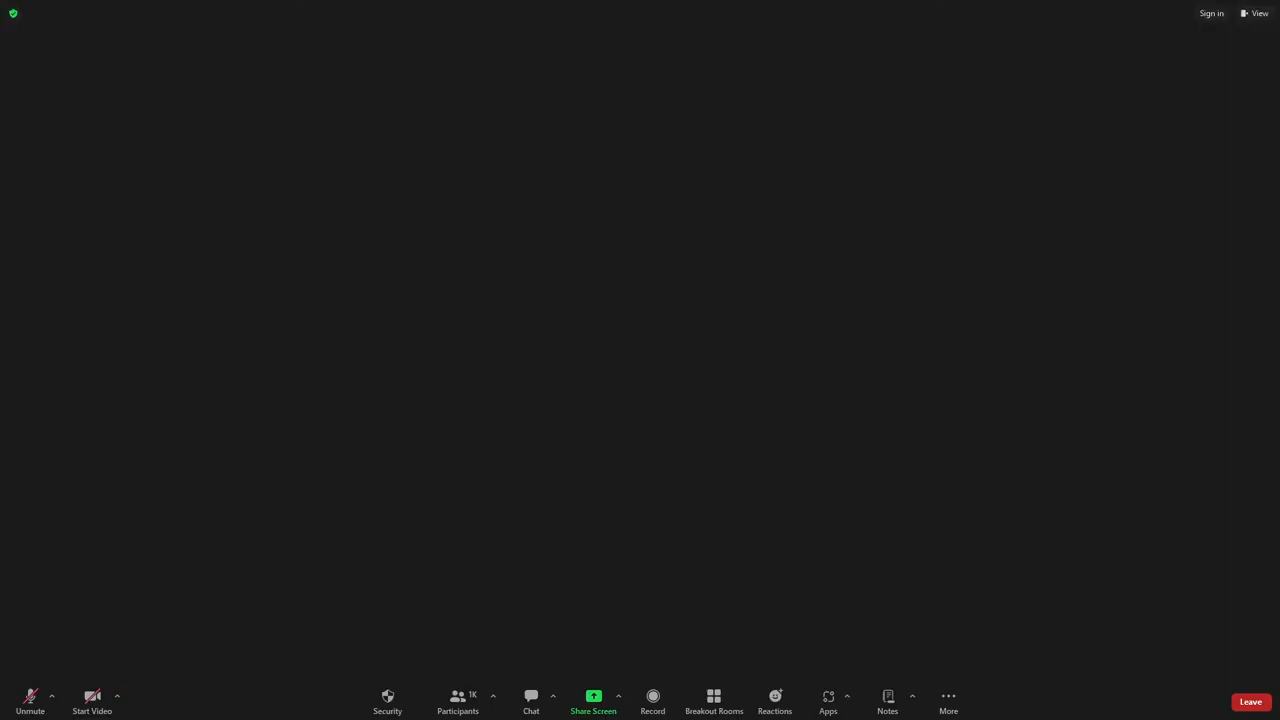 Sign in
View
1K
Unmute
Start Video
Security
Participants
Chat
Share Screen
Record
Breakout Rooms
Reactions
Apps
Notes
More
Leave